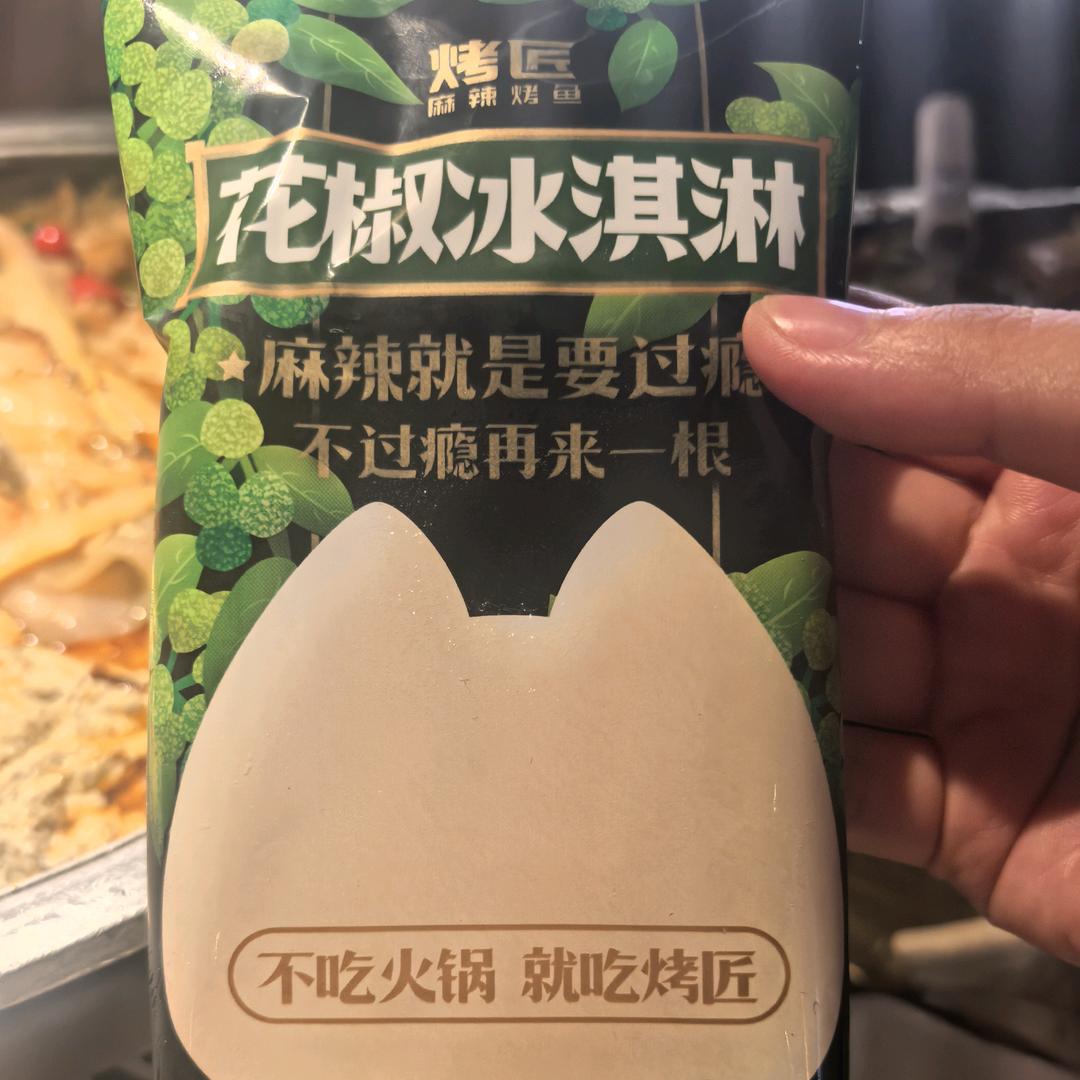 烤匠
麻辣烤鱼
花椒冰淇淋
麻辣就是要过瘾
不过瘾再来一根
不吃火锅 就吃烤匠